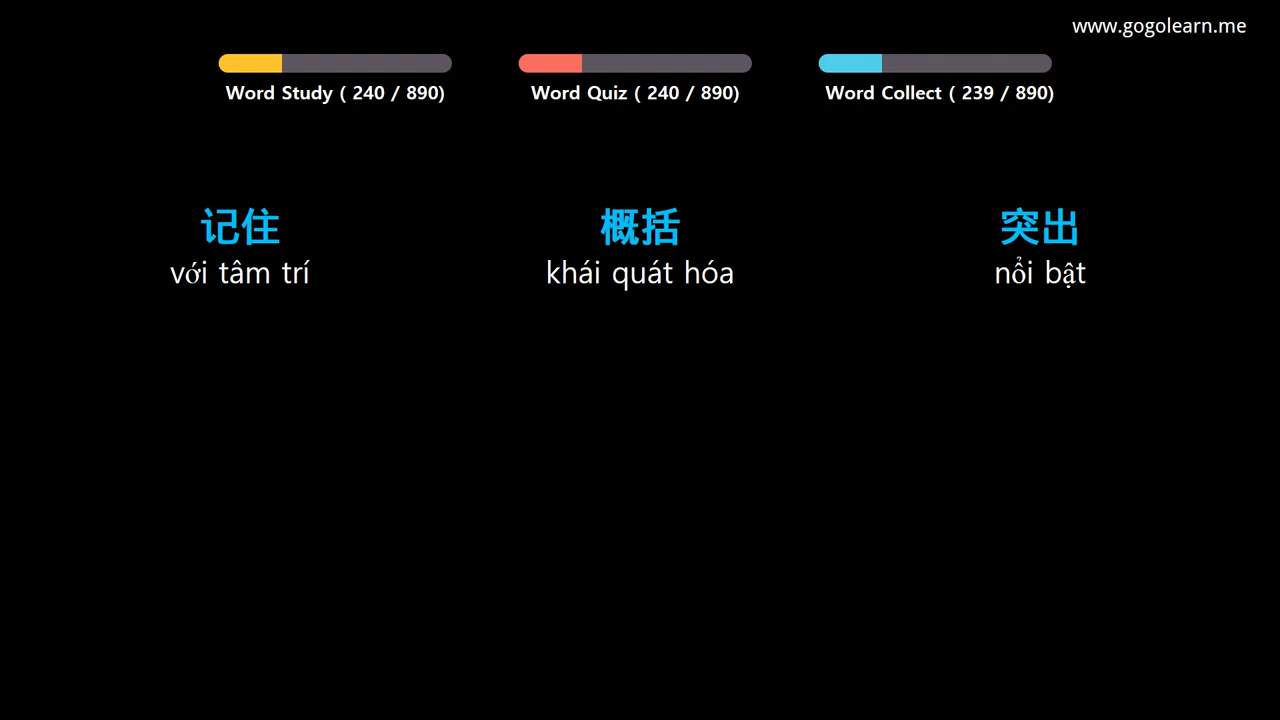 www.gogolearn.me
Word Study ( 240 / 890)
Word Quiz ( 240 / 890)
Word Collect ( 239 / 890)
记住
với tâm trí
概括
khái quát hóa
突出
nổi bật